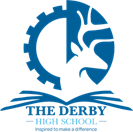 THE DERBY
HIGH SCHOOL
Inspired to make a difference